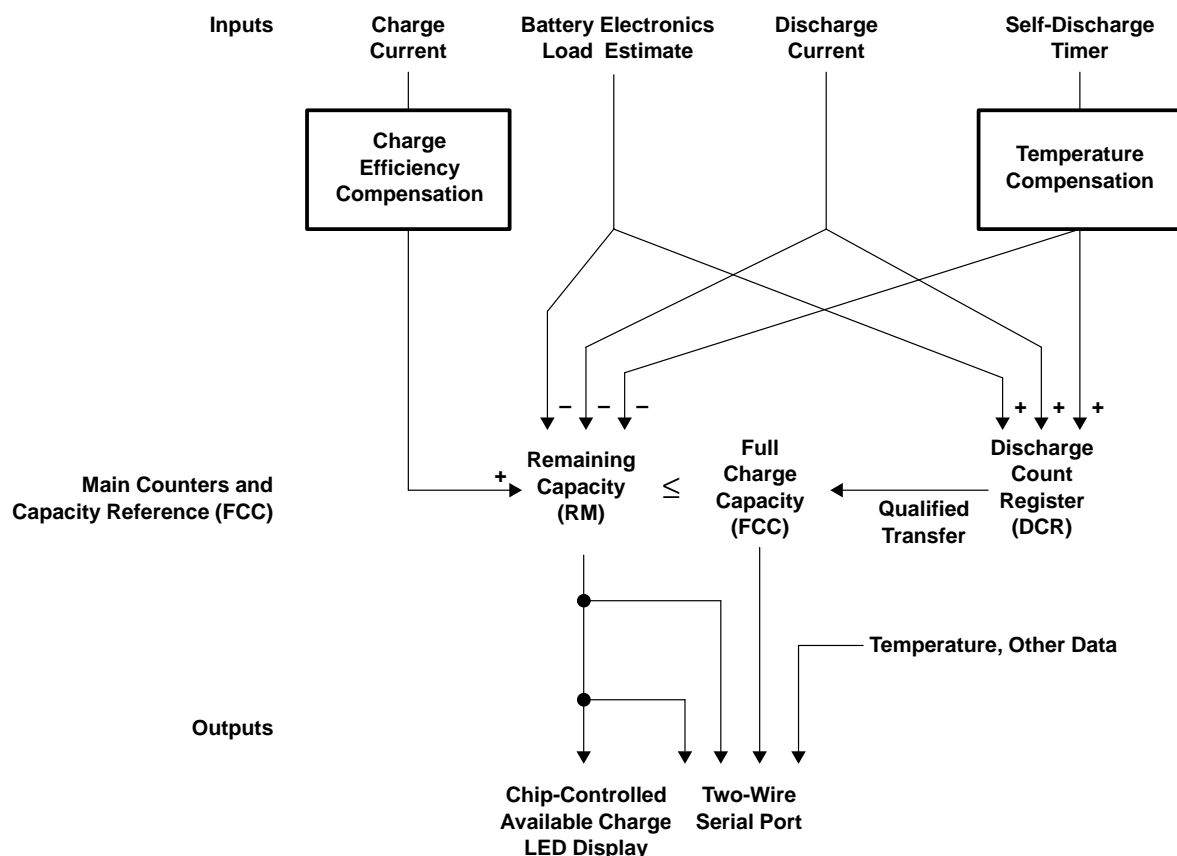 Inputs
Charge
Current
Battery Electronics
Load Estimate
Discharge
Current
Self-Discharge
Timer
Charge
Efficiency
Compensation
Temperature
Compensation
– – –
+ + +
Main Counters and
Capacity Reference (FCC)
+
Remaining
Capacity
(RM)
≤
Full
Charge
Capacity
(FCC)
Qualified
Transfer
Discharge
Count
Register
(DCR)
Temperature, Other Data
Outputs
Chip-Controlled
Available Charge
LED Display
Two-Wire
Serial Port